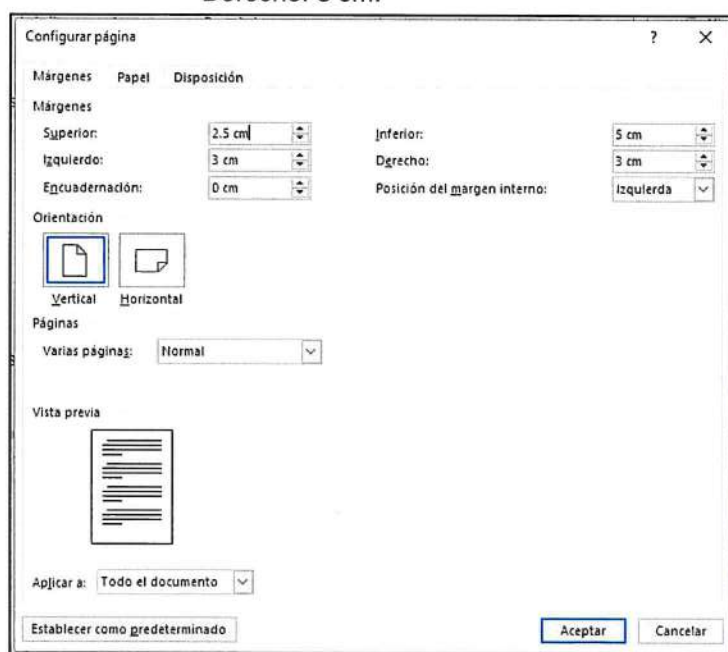 Configurar página ? X
Márgenes Papel Disposición
Márgenes
Superior: 2.5 cm Inferior: 5 cm
Izquierdo: 3 cm Derecho: 3 cm
Encuadernación: 0 cm Posición del margen interno: Izquierda
Orientación
Vertical Horizontal
Páginas
Varias páginas: Normal
Vista previa
Aplicar a: Todo el documento
Establecer como predeterminado Aceptar Cancelar